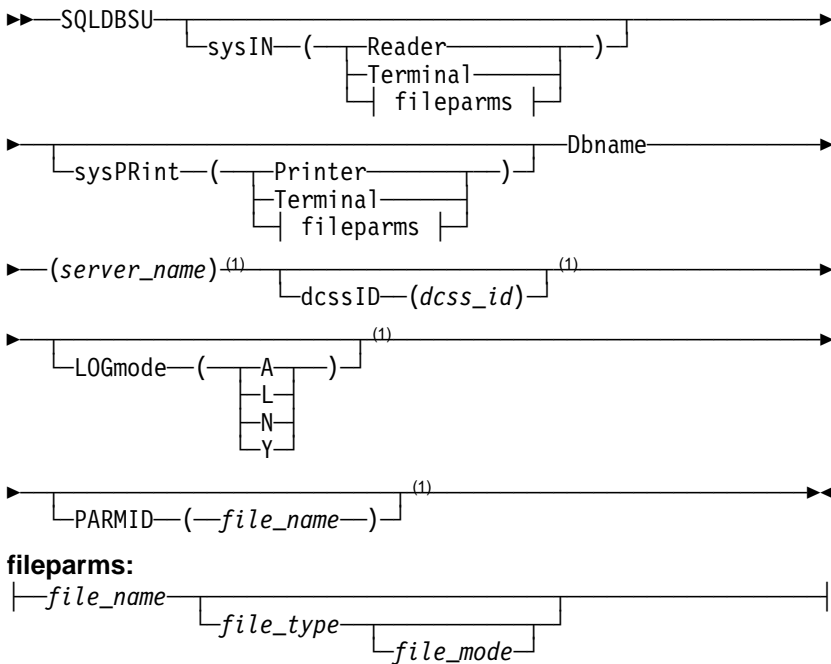 SQLDBSU
sysIN ( Reader )
Terminal
fileparms
sysPRint ( Printer ) Dbname
Terminal
fileparms
(server_name) (1) dcssID (dcss_id) (1)
LOGmode ( A ) (1)
L
N
Y
PARMID ( file_name ) (1)
fileparms:
file_name
file_type
file_mode